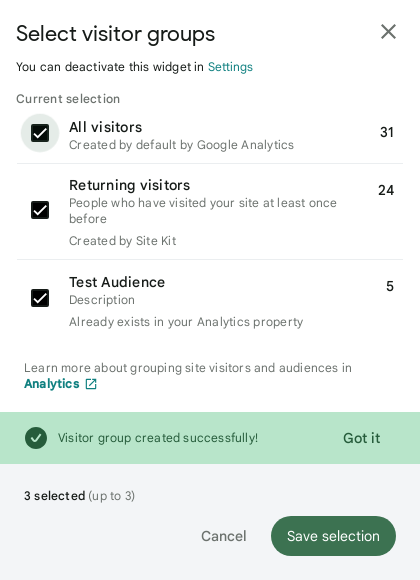 Select visitor groups
You can deactivate this widget in Settings
Current selection
All visitors
31
Created by default by Google Analytics
Returning visitors
24
People who have visited your site at least once
before
Created by Site Kit
Test Audience
5
Description
Already exists in your Analytics property
Learn more about grouping site visitors and audiences in
Analytics
Visitor group created successfully!
Got it
3 selected (up to 3)
Cancel
Save selection